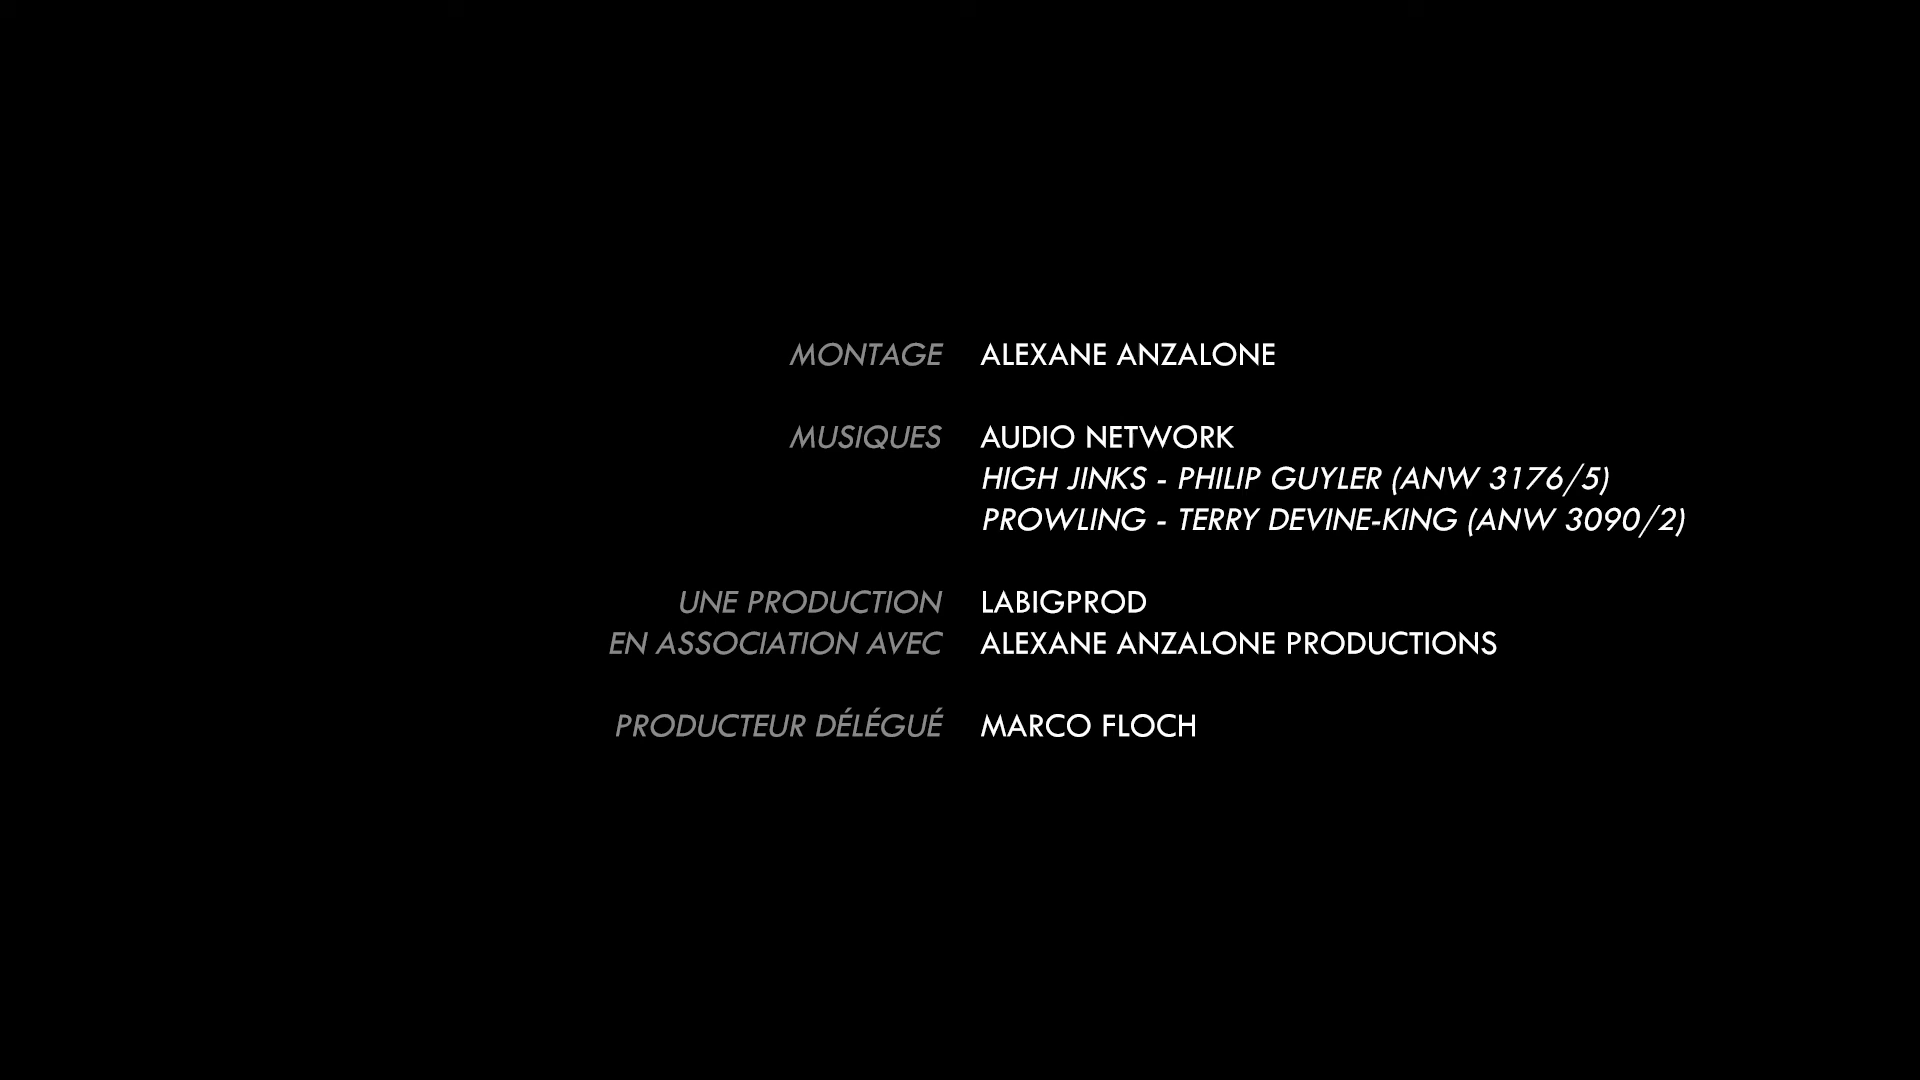 MONTAGE ALEXANE ANZALONE
MUSIQUES AUDIO NETWORK
HIGH JINKS - PHILIP GUYLER (ANW 3176/5)
PROWLING - TERRY DEVINE-KING (ANW 3090/2)
UNE PRODUCTION LABIGPROD
EN ASSOCIATION AVEC ALEXANE ANZALONE PRODUCTIONS
PRODUCTEUR DÉLÉGUÉ MARCO FLOCH